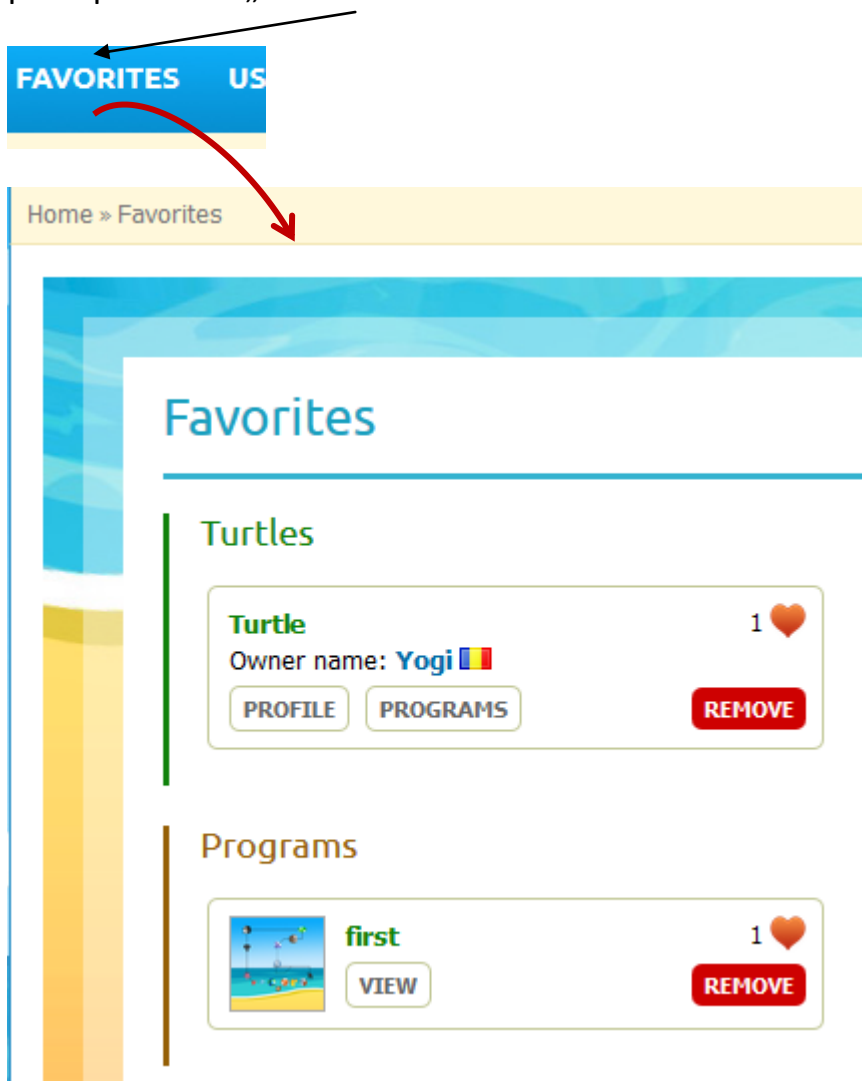 FAVORITES US
Home » Favorites
Favorites
Turtles
Turtle 1
Owner name: Yogi
PROFILE PROGRAMS REMOVE
Programs
first 1
VIEW REMOVE